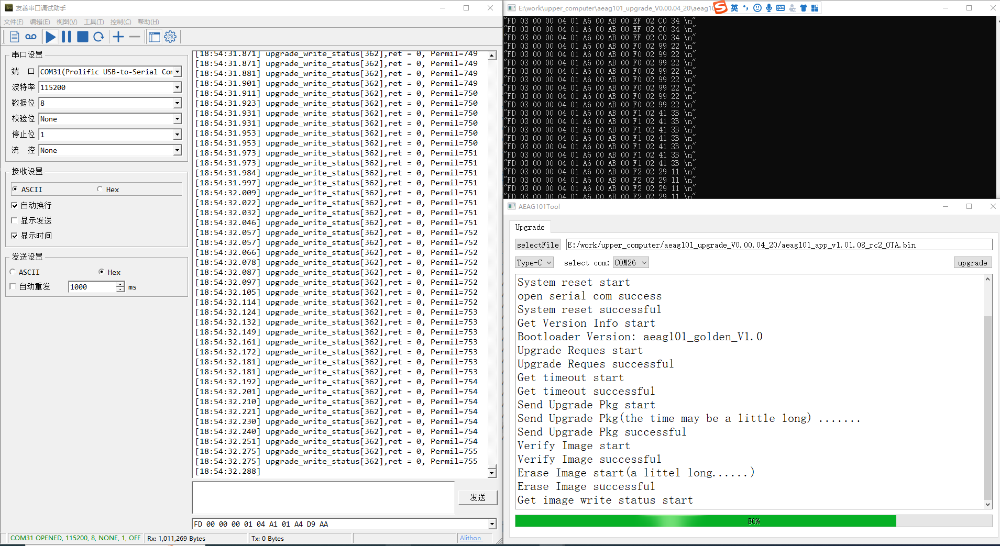 友善串口调试助手
文件(F) 编辑(E) 视图(V) 工具(T) 控制(C) 帮助(H)
串口设置
端 口 COM31(Prolific USB-to-Serial Con
波特率 115200
数据位 8
校验位 None
停止位 1
流 控 None
接收设置
ASCII Hex
自动换行
显示发送
显示时间
发送设置
ASCII Hex
自动重发 1000 ms
[18:54:31.871] upgrade_write_status[362],ret = 0, Permil=749
[18:54:31.871] upgrade_write_status[362],ret = 0, Permil=749
[18:54:31.881] upgrade_write_status[362],ret = 0, Permil=749
[18:54:31.901] upgrade_write_status[362],ret = 0, Permil=749
[18:54:31.911] upgrade_write_status[362],ret = 0, Permil=750
[18:54:31.923] upgrade_write_status[362],ret = 0, Permil=750
[18:54:31.931] upgrade_write_status[362],ret = 0, Permil=750
[18:54:31.931] upgrade_write_status[362],ret = 0, Permil=750
[18:54:31.953] upgrade_write_status[362],ret = 0, Permil=750
[18:54:31.953] upgrade_write_status[362],ret = 0, Permil=750
[18:54:31.973] upgrade_write_status[362],ret = 0, Permil=751
[18:54:31.973] upgrade_write_status[362],ret = 0, Permil=751
[18:54:31.984] upgrade_write_status[362],ret = 0, Permil=751
[18:54:31.997] upgrade_write_status[362],ret = 0, Permil=751
[18:54:32.009] upgrade_write_status[362],ret = 0, Permil=751
[18:54:32.022] upgrade_write_status[362],ret = 0, Permil=751
[18:54:32.032] upgrade_write_status[362],ret = 0, Permil=751
[18:54:32.046] upgrade_write_status[362],ret = 0, Permil=751
[18:54:32.057] upgrade_write_status[362],ret = 0, Permil=752
[18:54:32.057] upgrade_write_status[362],ret = 0, Permil=752
[18:54:32.066] upgrade_write_status[362],ret = 0, Permil=752
[18:54:32.078] upgrade_write_status[362],ret = 0, Permil=752
[18:54:32.087] upgrade_write_status[362],ret = 0, Permil=752
[18:54:32.097] upgrade_write_status[362],ret = 0, Permil=752
[18:54:32.105] upgrade_write_status[362],ret = 0, Permil=752
[18:54:32.114] upgrade_write_status[362],ret = 0, Permil=752
[18:54:32.124] upgrade_write_status[362],ret = 0, Permil=753
[18:54:32.132] upgrade_write_status[362],ret = 0, Permil=753
[18:54:32.149] upgrade_write_status[362],ret = 0, Permil=753
[18:54:32.161] upgrade_write_status[362],ret = 0, Permil=753
[18:54:32.172] upgrade_write_status[362],ret = 0, Permil=753
[18:54:32.181] upgrade_write_status[362],ret = 0, Permil=753
[18:54:32.181] upgrade_write_status[362],ret = 0, Permil=753
[18:54:32.192] upgrade_write_status[362],ret = 0, Permil=754
[18:54:32.201] upgrade_write_status[362],ret = 0, Permil=754
[18:54:32.210] upgrade_write_status[362],ret = 0, Permil=754
[18:54:32.221] upgrade_write_status[362],ret = 0, Permil=754
[18:54:32.230] upgrade_write_status[362],ret = 0, Permil=754
[18:54:32.240] upgrade_write_status[362],ret = 0, Permil=754
[18:54:32.251] upgrade_write_status[362],ret = 0, Permil=754
[18:54:32.275] upgrade_write_status[362],ret = 0, Permil=755
[18:54:32.275] upgrade_write_status[362],ret = 0, Permil=755
[18:54:32.288]
发送
FD 00 00 00 01 04 A1 01 A4 D9 AA
COM31 OPENED, 115200, 8, NONE, 1, OFF Rx: 1,011,269 Bytes Tx: 0 Bytes Alithon
E:\work\upper_computer\aeag101_upgrade_V0.00.04_20\aeag10
S 英
"FD 03 00 00 04 01 A6 00 AB 00 EF 02 C0 34 \n"
"FD 03 00 00 04 01 A6 00 AB 00 EF 02 C0 34 \n"
"FD 03 00 00 04 01 A6 00 AB 00 EF 02 C0 34 \n"
"FD 03 00 00 04 01 A6 00 AB 00 F0 02 99 22 \n"
"FD 03 00 00 04 01 A6 00 AB 00 F0 02 99 22 \n"
"FD 03 00 00 04 01 A6 00 AB 00 F0 02 99 22 \n"
"FD 03 00 00 04 01 A6 00 AB 00 F0 02 99 22 \n"
"FD 03 00 00 04 01 A6 00 AB 00 F0 02 99 22 \n"
"FD 03 00 00 04 01 A6 00 AB 00 F0 02 99 22 \n"
"FD 03 00 00 04 01 A6 00 AB 00 F0 02 99 22 \n"
"FD 03 00 00 04 01 A6 00 AB 00 F0 02 99 22 \n"
"FD 03 00 00 04 01 A6 00 AB 00 F1 02 41 3B \n"
"FD 03 00 00 04 01 A6 00 AB 00 F1 02 41 3B \n"
"FD 03 00 00 04 01 A6 00 AB 00 F1 02 41 3B \n"
"FD 03 00 00 04 01 A6 00 AB 00 F1 02 41 3B \n"
"FD 03 00 00 04 01 A6 00 AB 00 F1 02 41 3B \n"
"FD 03 00 00 04 01 A6 00 AB 00 F1 02 41 3B \n"
"FD 03 00 00 04 01 A6 00 AB 00 F1 02 41 3B \n"
"FD 03 00 00 04 01 A6 00 AB 00 F2 02 29 11 \n"
"FD 03 00 00 04 01 A6 00 AB 00 F2 02 29 11 \n"
"FD 03 00 00 04 01 A6 00 AB 00 F2 02 29 11 \n"
"FD 03 00 00 04 01 A6 00 AB 00 F2 02 29 11 \n"
AEAG101Tool
Upgrade
selectFile E:/work/upper_computer/aeag101_upgrade_V0.00.04_20/aeag101_app_v1.01.08_rc2_OTA.bin
Type-C select com: COM26 upgrade
System reset start
open serial com success
System reset successful
Get Version Info start
Bootloader Version: aeag101_golden_V1.0
Upgrade Reques start
Upgrade Reques successful
Get timeout start
Get timeout successful
Send Upgrade Pkg start
Send Upgrade Pkg(the time may be a little long) .......
Send Upgrade Pkg successful
Verify Image start
Verify Image successful
Erase Image start(a littel long......)
Erase Image successful
Get image write status start
80%